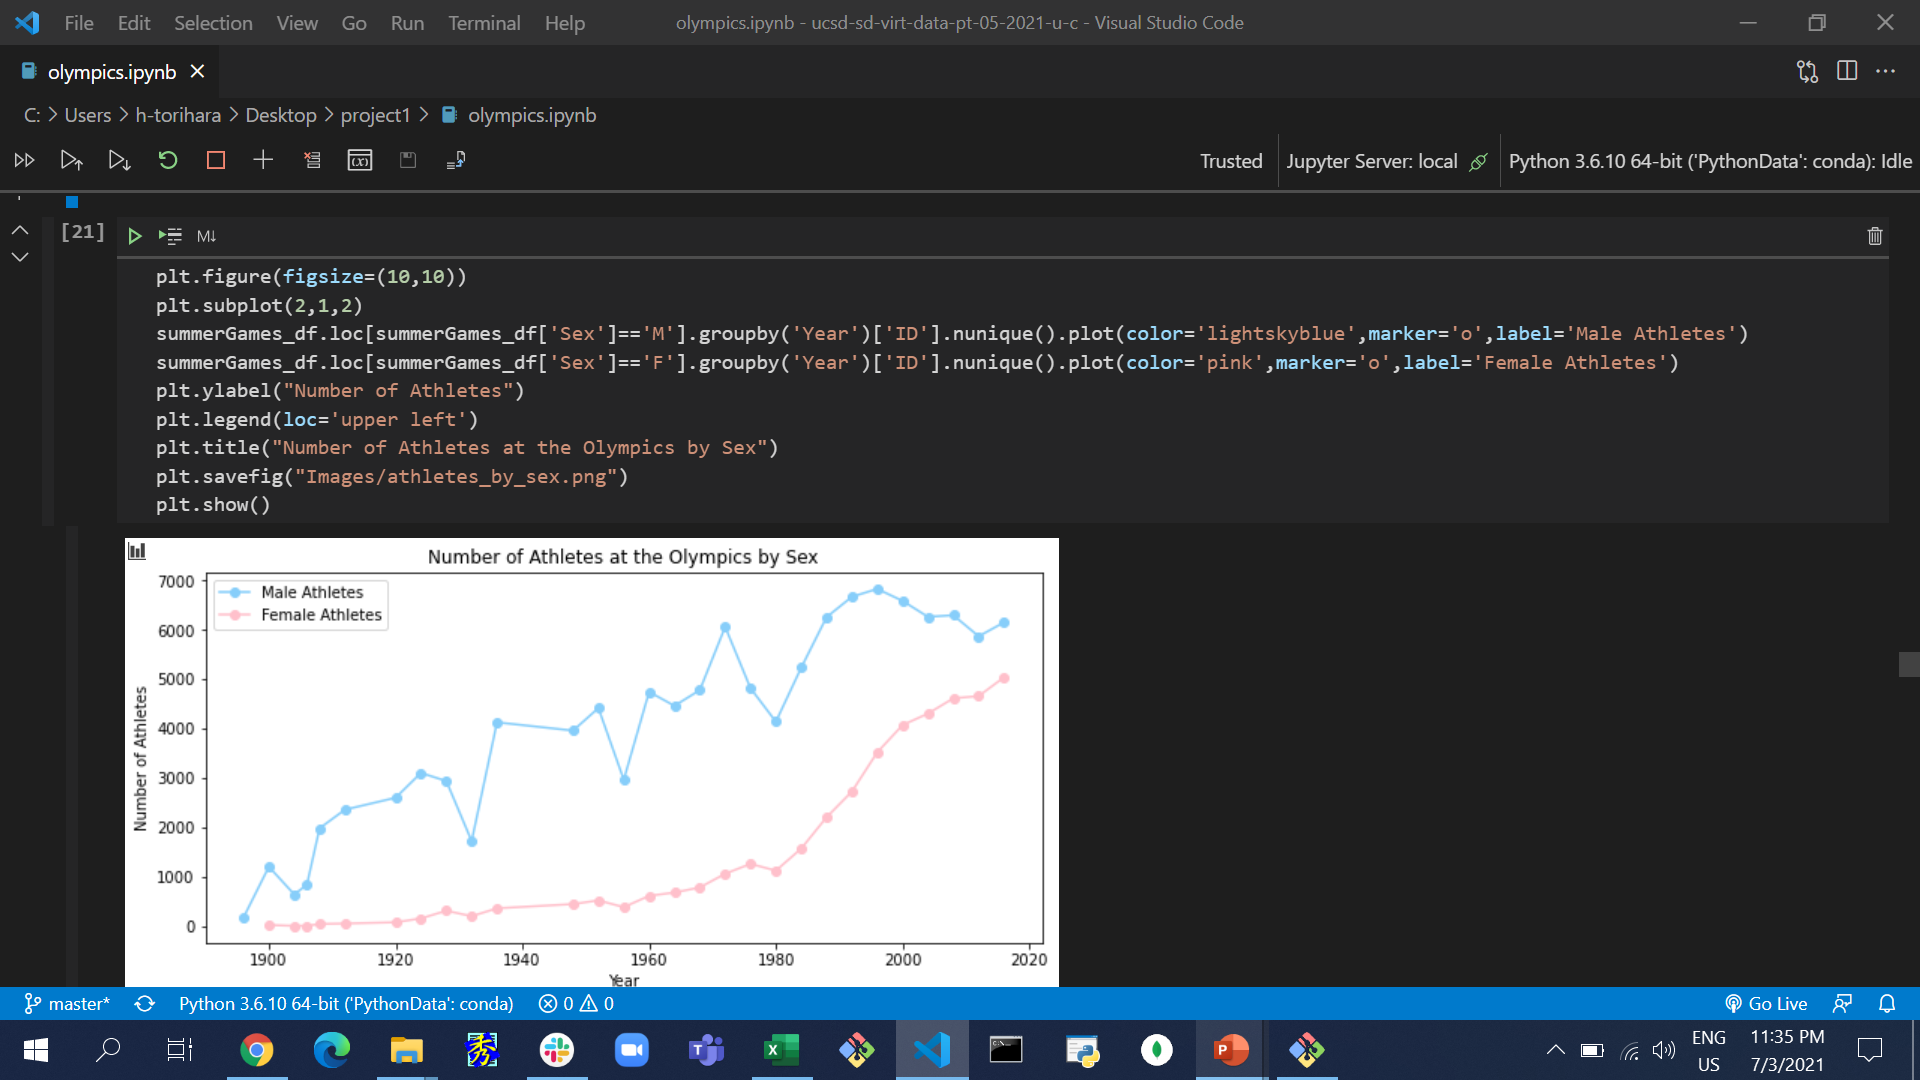 File Edit Selection View Go Run Terminal Help olympics.ipynb - ucsd-sd-virt-data-pt-05-2021-u-c - Visual Studio Code
olympics.ipynb
C: > Users > h-torihara > Desktop > project1 > olympics.ipynb
Trusted Jupyter Server: local Python 3.6.10 64-bit ('PythonData': conda): Idle
[21] M↓
plt.figure(figsize=(10,10))
plt.subplot(2,1,2)
summerGames_df.loc[summerGames_df['Sex']=='M'].groupby('Year')['ID'].nunique().plot(color='lightskyblue',marker='o',label='Male Athletes')
summerGames_df.loc[summerGames_df['Sex']=='F'].groupby('Year')['ID'].nunique().plot(color='pink',marker='o',label='Female Athletes')
plt.ylabel("Number of Athletes")
plt.legend(loc='upper left')
plt.title("Number of Athletes at the Olympics by Sex")
plt.savefig("Images/athletes_by_sex.png")
plt.show()
Number of Athletes at the Olympics by Sex
Male Athletes
Female Athletes
7000
6000
5000
4000
3000
2000
1000
0
Number of Athletes
1900 1920 1940 1960 1980 2000 2020
Year
master* Python 3.6.10 64-bit ('PythonData': conda) 0 0 Go Live
秀
ENG 11:35 PM
US 7/3/2021